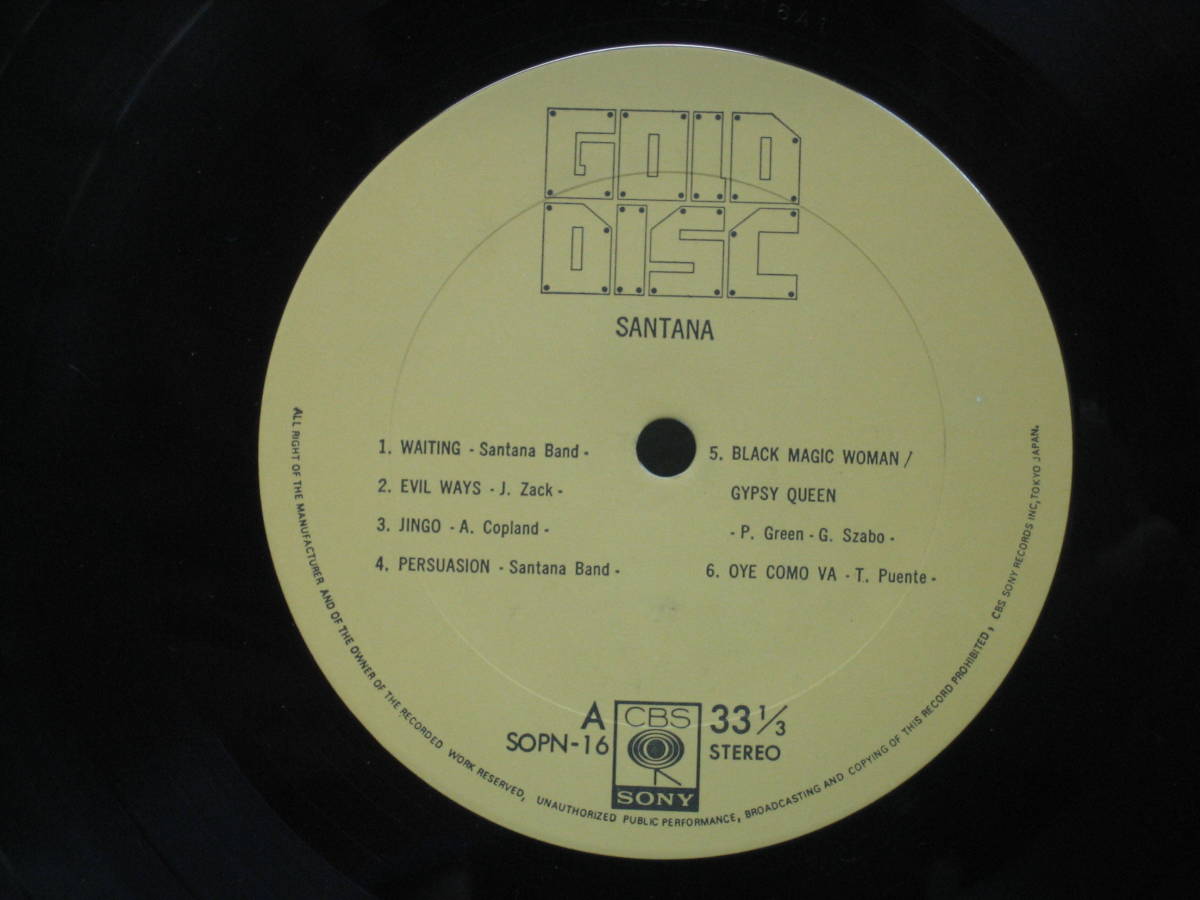 GOLD
DISC
SANTANA
1. WAITING - Santana Band -
2. EVIL WAYS - J. Zack -
3. JINGO - A. Copland -
4. PERSUASION - Santana Band -
5. BLACK MAGIC WOMAN /
GYPSY QUEEN
- P. Green - G. Szabo -
6. OYE COMO VA - T. Puente -
A
SOPN-16
CBS
SONY
33 1/3
STEREO
ALL RIGHT OF THE MANUFACTURER AND OF THE OWNER OF THE RECORDED WORK RESERVED, UNAUTHORIZED PUBLIC PERFORMANCE, BROADCASTING AND COPYING OF THIS RECORD PROHIBITED, CBS SONY RECORDS INC, TOKYO JAPAN.